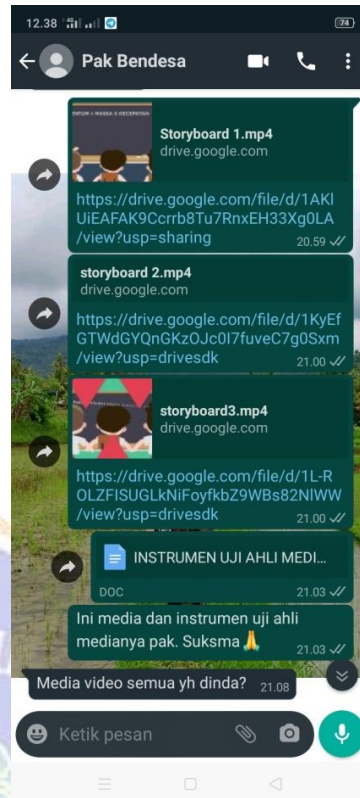 12.38
74
Pak Bendesa
Storyboard 1.mp4
drive.google.com
https://drive.google.com/file/d/1AKl
UiEAFAK9Ccrrb8Tu7RnxEH33Xg0LA
/view?usp=sharing
20.59
storyboard 2.mp4
drive.google.com
https://drive.google.com/file/d/1KyEf
GTWdGYQnGKzOJc0I7fuveC7g0Sxm
/view?usp=drivesdk
21.00
storyboard3.mp4
drive.google.com
https://drive.google.com/file/d/1L-R
OLZFISUGLkNiFoyfkbZ9WBs82NlWW
/view?usp=drivesdk
21.00
INSTRUMEN UJI AHLI MEDI...
DOC
21.03
Ini media dan instrumen uji ahli
medianya pak. Suksma 🙏
21.03
Media video semua yh dinda?
21.08
Ketik pesan